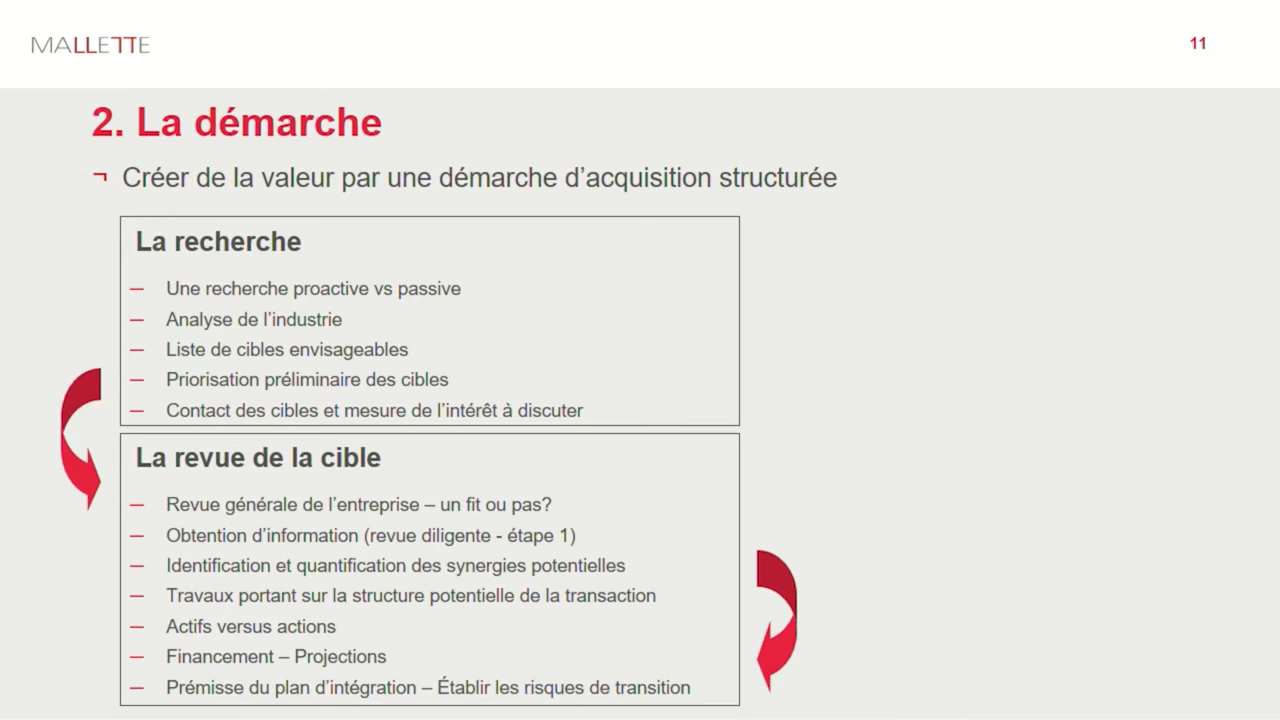 MALLETTE
11
2. La démarche
¬ Créer de la valeur par une démarche d’acquisition structurée
La recherche
— Une recherche proactive vs passive
— Analyse de l’industrie
— Liste de cibles envisageables
— Priorisation préliminaire des cibles
— Contact des cibles et mesure de l’intérêt à discuter
La revue de la cible
— Revue générale de l’entreprise – un fit ou pas?
— Obtention d’information (revue diligente - étape 1)
— Identification et quantification des synergies potentielles
— Travaux portant sur la structure potentielle de la transaction
— Actifs versus actions
— Financement – Projections
— Prémisse du plan d’intégration – Établir les risques de transition